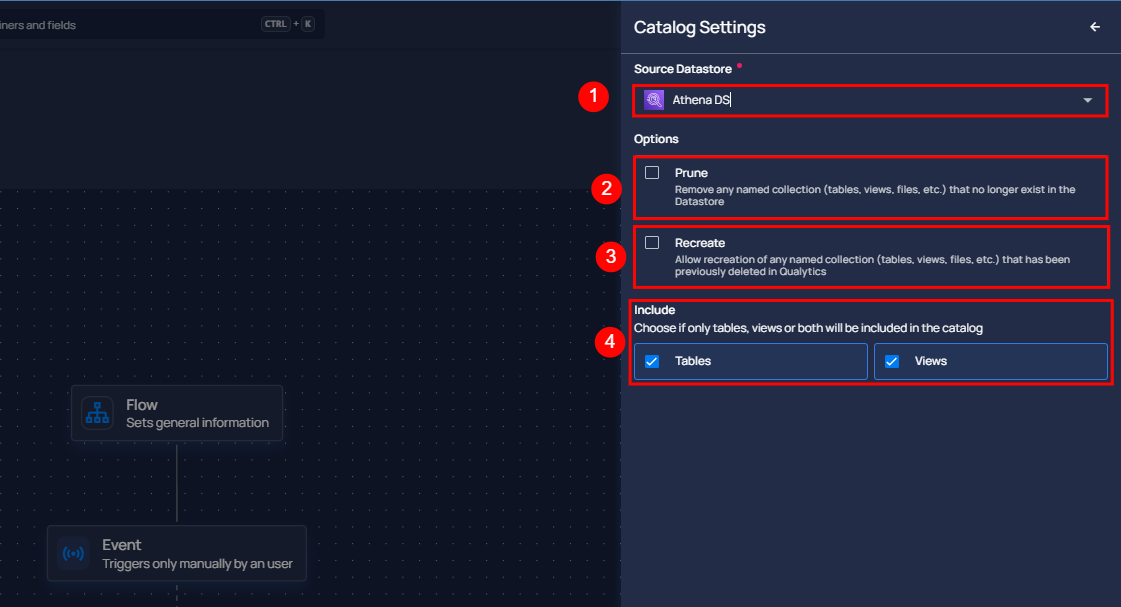 iners and fields
CTRL + K
Catalog Settings
Source Datastore
1
Athena DS
Options
2
Prune
Remove any named collection (tables, views, files, etc.) that no longer exist in the
Datastore
3
Recreate
Allow recreation of any named collection (tables, views, files, etc.) that has been
previously deleted in Qualytics
4
Include
Choose if only tables, views or both will be included in the catalog
Tables
Views
Flow
Sets general information
Event
Triggers only manually by an user